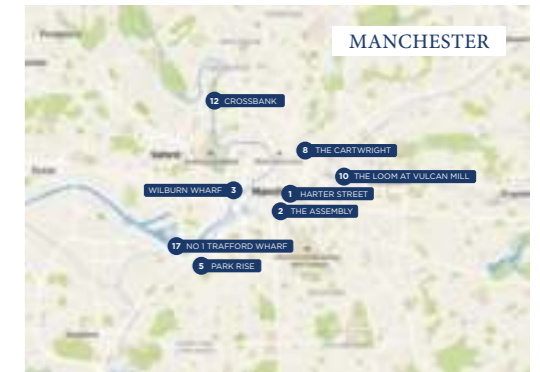 MANCHESTER
12 CROSSBANK
8 THE CARTWRIGHT
10 THE LOOM AT VULCAN MILL
WILBURN WHARF 3
1 HARTER STREET
2 THE ASSEMBLY
17 NO 1 TRAFFORD WHARF
5 PARK RISE